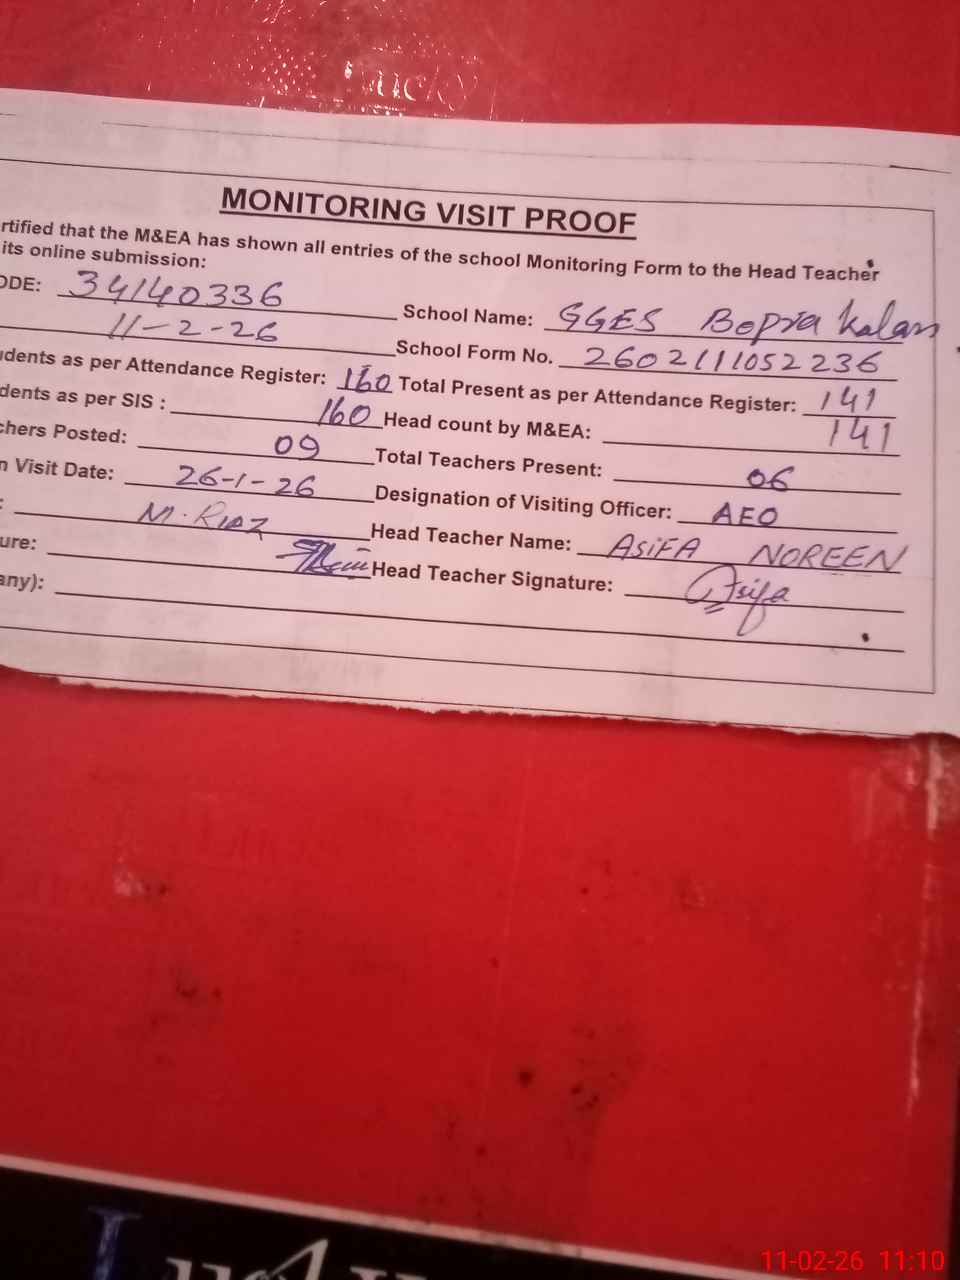 Lucky
MONITORING VISIT PROOF
rtified that the M&EA has shown all entries of the school Monitoring Form to the Head Teacher
its online submission:
ODE: 34140336 School Name: GGES Bopra Kalan
11-2-26 School Form No. 2602111052236
udents as per Attendance Register: 160 Total Present as per Attendance Register: 141
dents as per SIS : 160 Head count by M&EA: 141
chers Posted: 09 Total Teachers Present: 06
n Visit Date: 26-1-26 Designation of Visiting Officer: AEO
: M. Riaz Head Teacher Name: ASiFA NOREEN
ure: Head Teacher Signature: Asifa
any):
Lucky
11-02-26 11:10